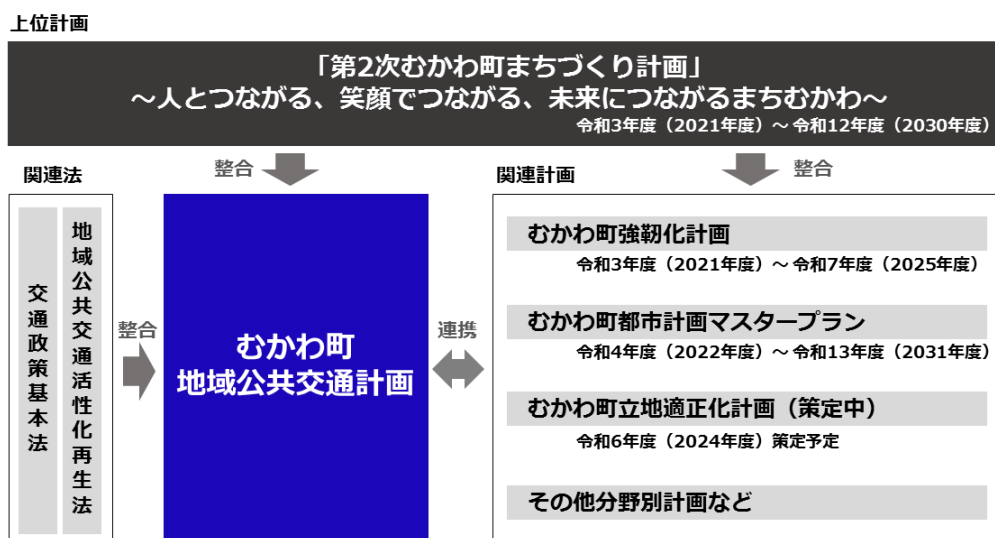 上位計画
「第2次むかわ町まちづくり計画」
～人とつながる、笑顔でつながる、未来につながるまちむかわ～
令和3年度（2021年度）～令和12年度（2030年度）
整合
整合
関連法
交通政策基本法
地域公共交通活性化再生法
整合
むかわ町
地域公共交通計画
連携
関連計画
むかわ町強靭化計画
令和3年度（2021年度）～令和7年度（2025年度）
むかわ町都市計画マスタープラン
令和4年度（2022年度）～令和13年度（2031年度）
むかわ町立地適正化計画（策定中）
令和6年度（2024年度）策定予定
その他分野別計画など